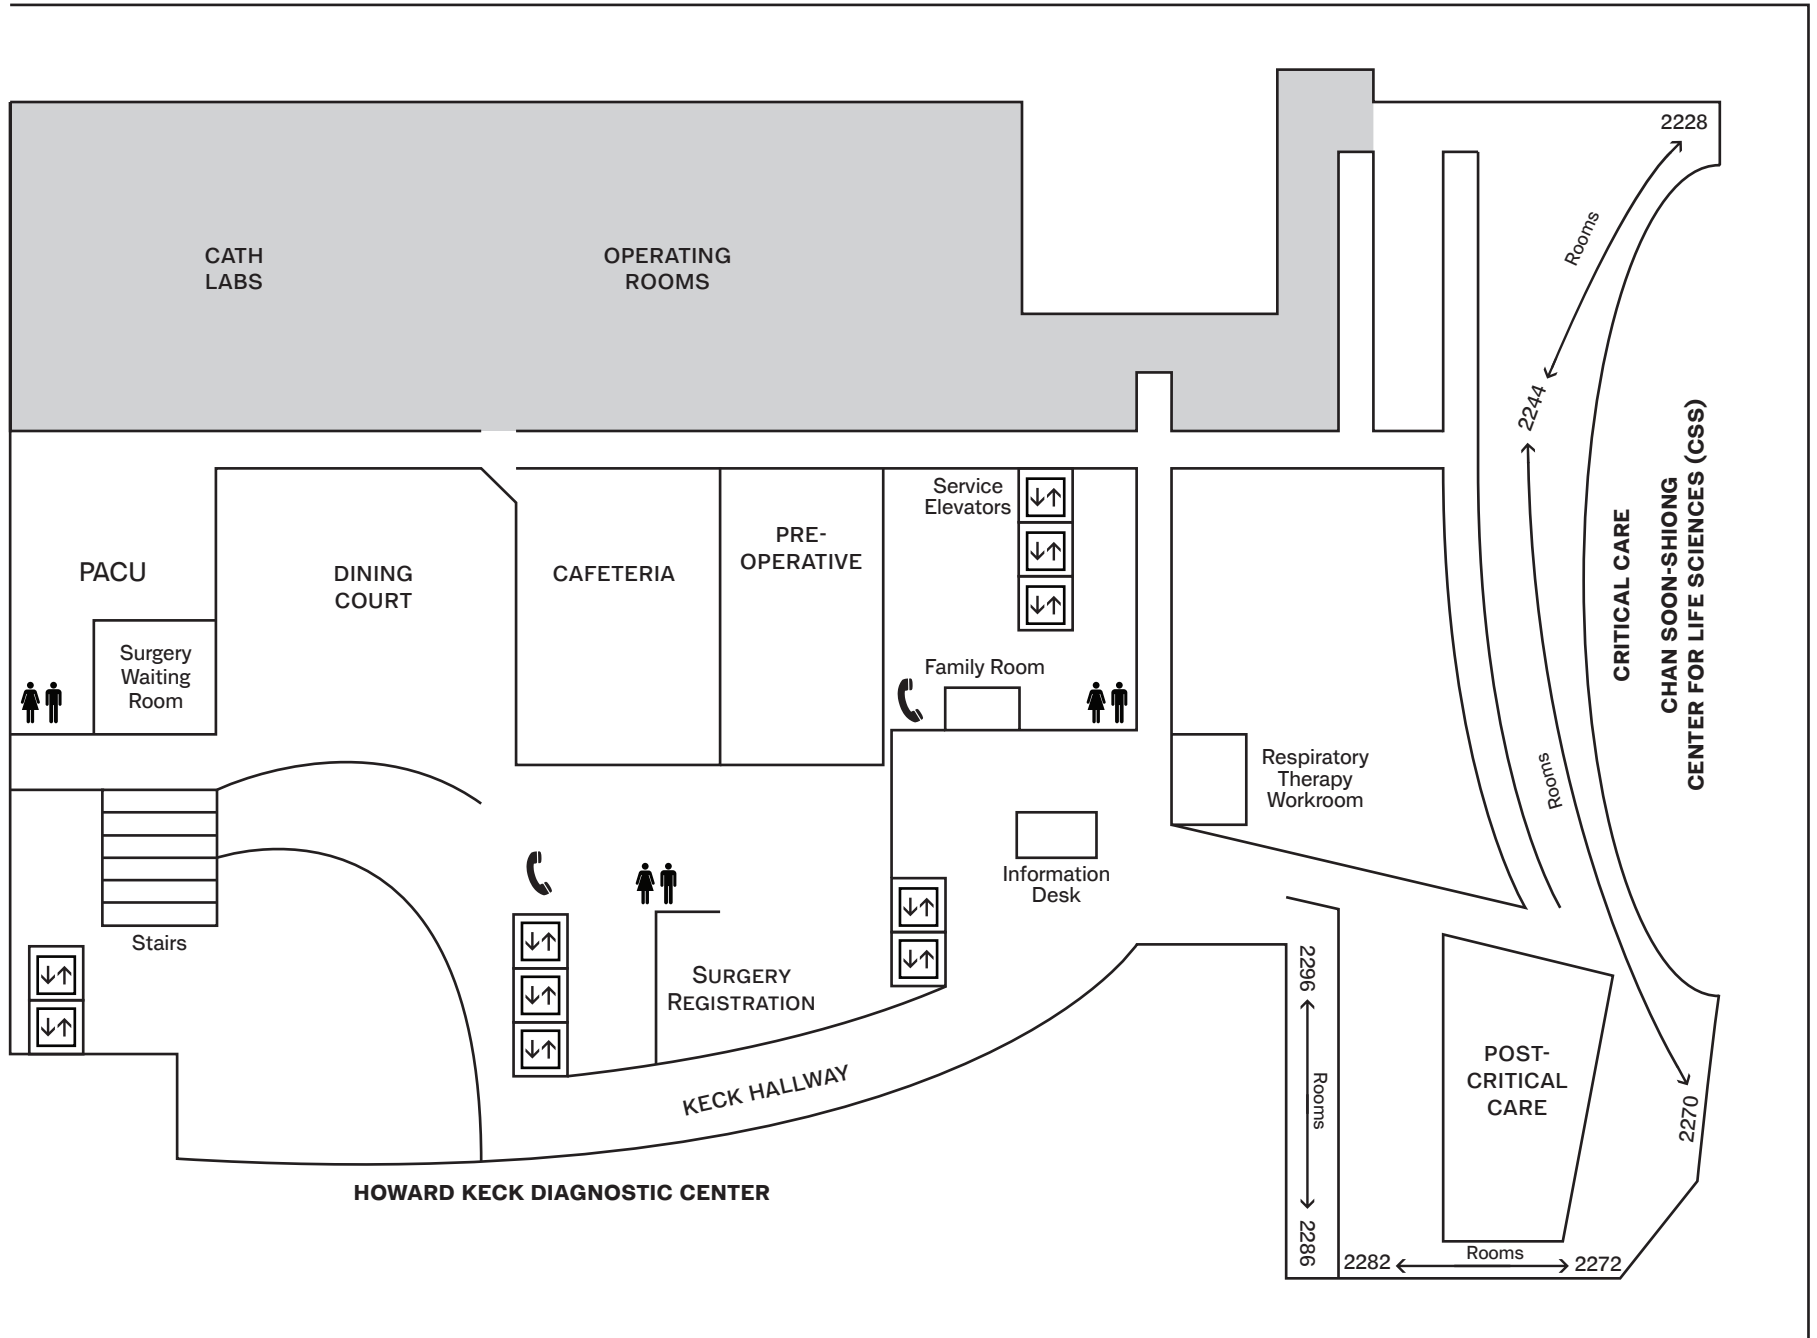 2228
CATH
LABS
OPERATING
ROOMS
Rooms
2244
Service
Elevators
PRE-
OPERATIVE
PACU
DINING
COURT
CAFETERIA
CRITICAL CARE
CHAN SOON-SHIONG
CENTER FOR LIFE SCIENCES (CSS)
Surgery
Waiting
Room
Family Room
Respiratory
Therapy
Workroom
Rooms
Information
Desk
Stairs
SURGERY
REGISTRATION
2296
Rooms
2286
KECK HALLWAY
POST-
CRITICAL
CARE
2270
HOWARD KECK DIAGNOSTIC CENTER
2282
Rooms
2272